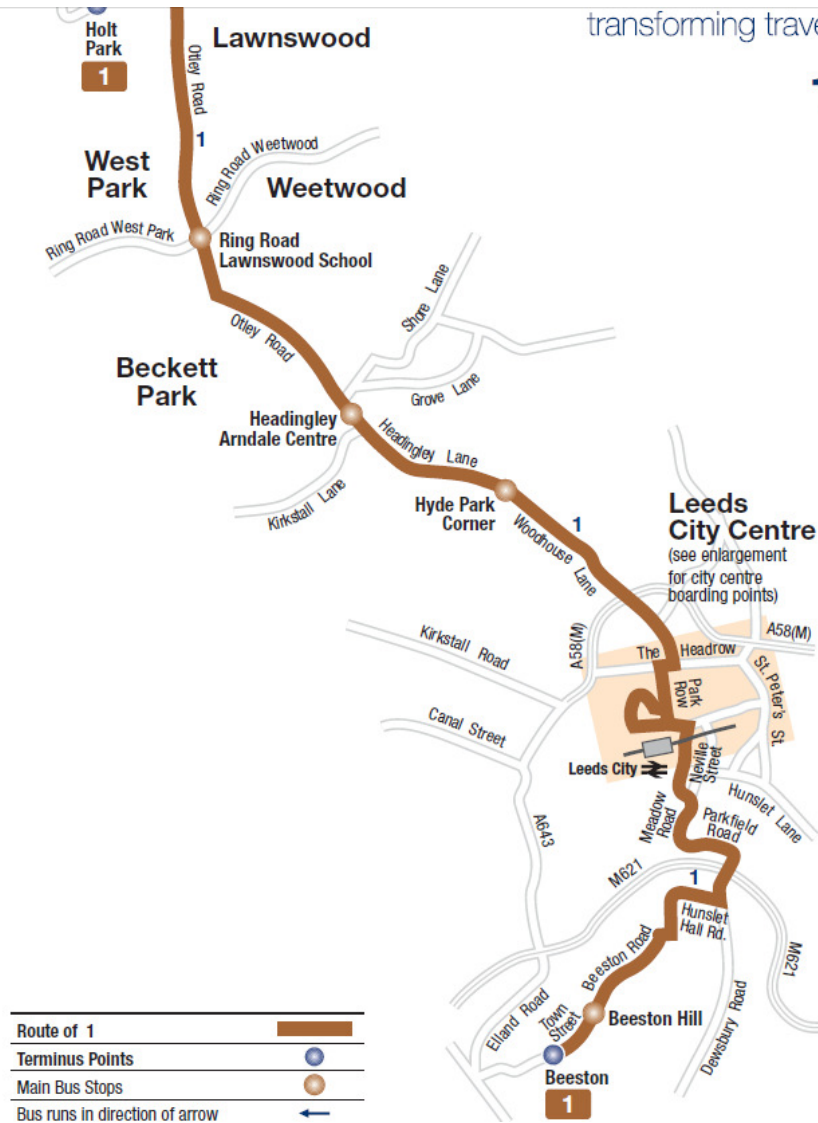 transforming trave
Holt
Park
1
Lawnswood
Otley Road
1
West
Park
Ring Road Weetwood
Weetwood
Ring Road West Park
Ring Road
Lawnswood School
Otley Road
Shore Lane
Beckett
Park
Grove Lane
Headingley
Arndale Centre
Headingley Lane
Kirkstall Lane
Hyde Park
Corner
Woodhouse Lane
1
Leeds
City Centre
(see enlargement
for city centre
boarding points)
Kirkstall Road
A58(M)
A58(M)
The Headrow
Park
Row
St. Peter's
St.
Canal Street
Leeds City
Neville
Street
Hunslet Lane
Meadow
Road
Parkfield
Road
A643
M621
1
Hunslet
Hall Rd.
M621
Beeston Road
Elland Road
Town
Street
Beeston Hill
Dewsbury Road
Beeston
1
Route of 1
Terminus Points
Main Bus Stops
Bus runs in direction of arrow